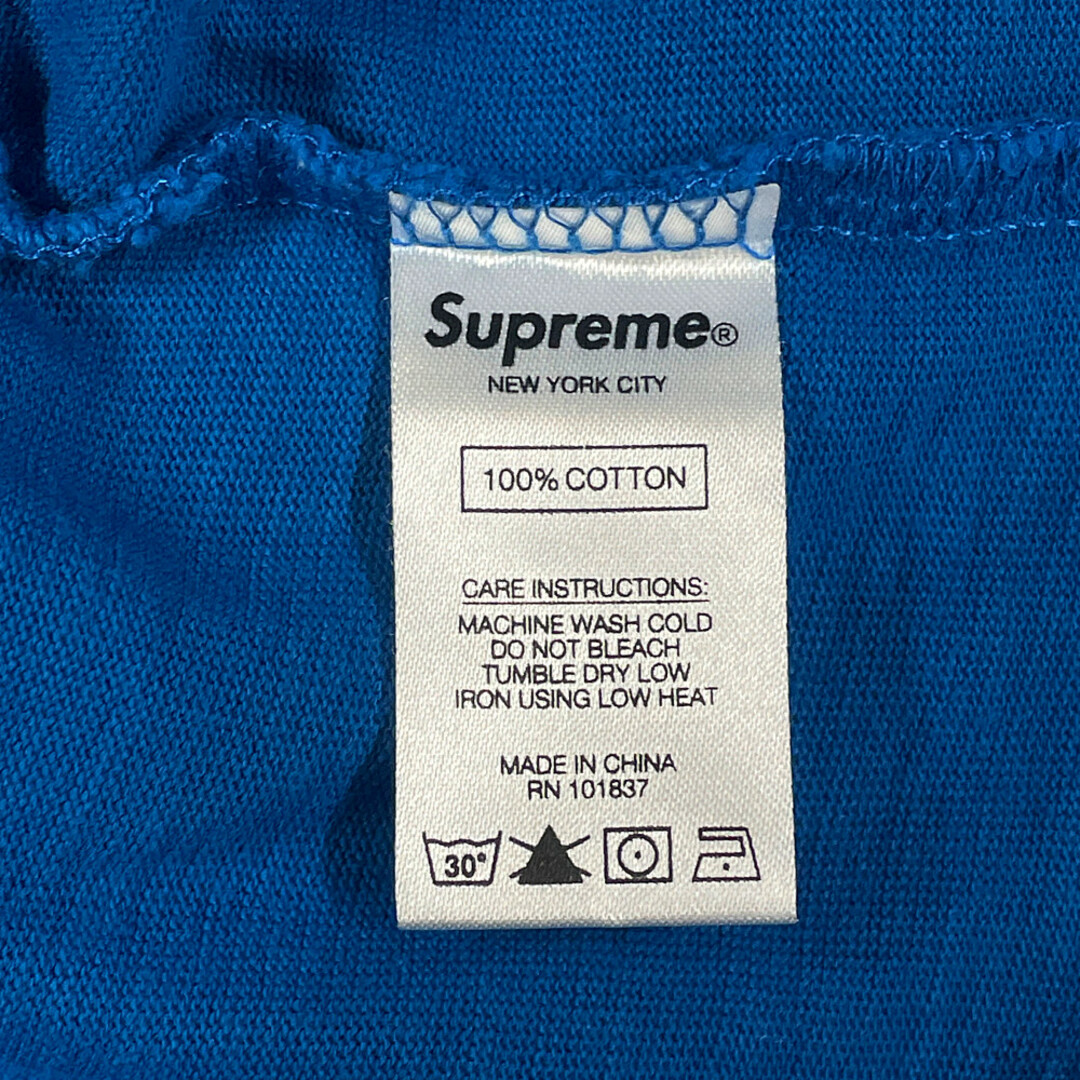 Supreme®
NEW YORK CITY
100% COTTON
CARE INSTRUCTIONS:
MACHINE WASH COLD
DO NOT BLEACH
TUMBLE DRY LOW
IRON USING LOW HEAT
MADE IN CHINA
RN 101837
30°